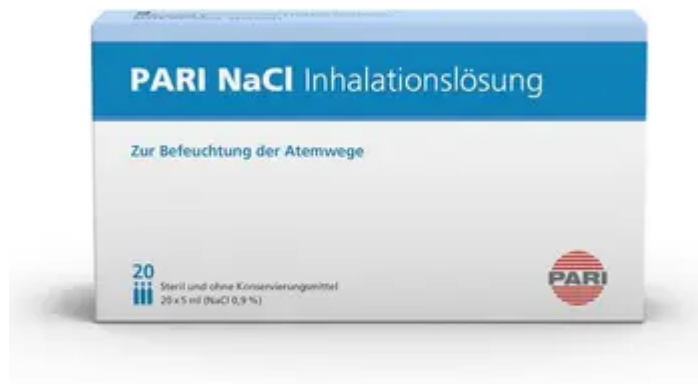 PARI NaCl Inhalationslösung
Zur Befeuchtung der Atemwege
20
Steril und ohne Konservierungsmittel
20 x 5 ml (NaCl 0,9 %)
PARI